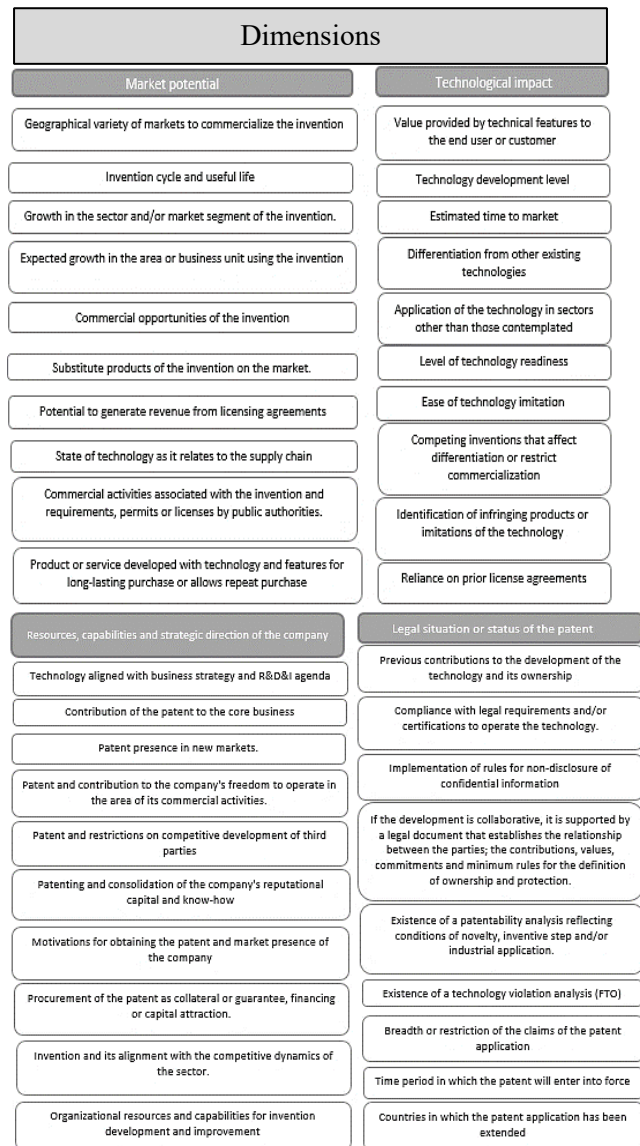 Dimensions
Market potential
Geographical variety of markets to commercialize the invention
Invention cycle and useful life
Growth in the sector and/or market segment of the invention.
Expected growth in the area or business unit using the invention
Commercial opportunities of the invention
Substitute products of the invention on the market.
Potential to generate revenue from licensing agreements
State of technology as it relates to the supply chain
Commercial activities associated with the invention and
requirements, permits or licenses by public authorities.
Product or service developed with technology and features for
long-lasting purchase or allows repeat purchase
Technological impact
Value provided by technical features to
the end user or customer
Technology development level
Estimated time to market
Differentiation from other existing
technologies
Application of the technology in sectors
other than those contemplated
Level of technology readiness
Ease of technology imitation
Competing inventions that affect
differentiation or restrict
commercialization
Identification of infringing products or
imitations of the technology
Reliance on prior license agreements
Resources, capabilities and strategic direction of the company
Technology aligned with business strategy and R&D&I agenda
Contribution of the patent to the core business
Patent presence in new markets.
Patent and contribution to the company's freedom to operate in
the area of its commercial activities.
Patent and restrictions on competitive development of third
parties
Patenting and consolidation of the company's reputational
capital and know-how
Motivations for obtaining the patent and market presence of
the company
Procurement of the patent as collateral or guarantee, financing
or capital attraction.
Invention and its alignment with the competitive dynamics of
the sector.
Organizational resources and capabilities for invention
development and improvement
Legal situation or status of the patent
Previous contributions to the development of the
technology and its ownership
Compliance with legal requirements and/or
certifications to operate the technology.
Implementation of rules for non-disclosure of
confidential information
If the development is collaborative, it is supported by
a legal document that establishes the relationship
between the parties; the contributions, values,
commitments and minimum rules for the definition
of ownership and protection.
Existence of a patentability analysis reflecting
conditions of novelty, inventive step and/or
industrial application.
Existence of a technology violation analysis (FTO)
Breadth or restriction of the claims of the patent
application
Time period in which the patent will enter into force
Countries in which the patent application has been
extended